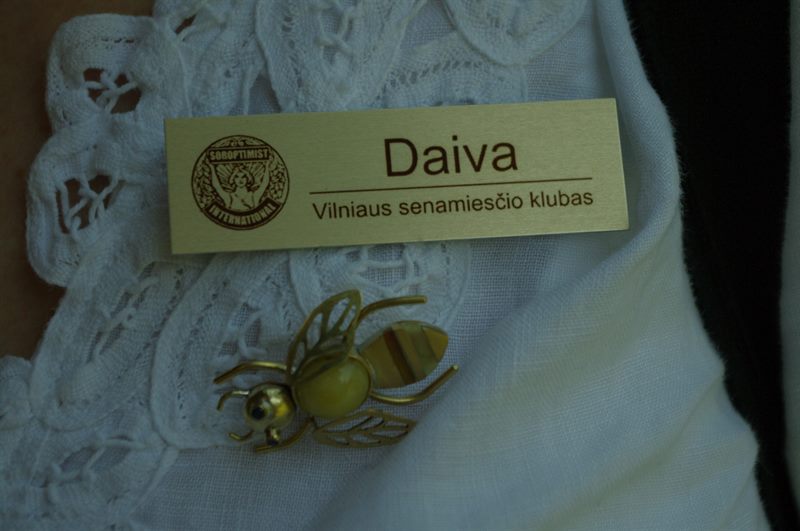 SOROPTIMIST
INTERNATIONAL
Daiva
Vilniaus senamiesčio klubas